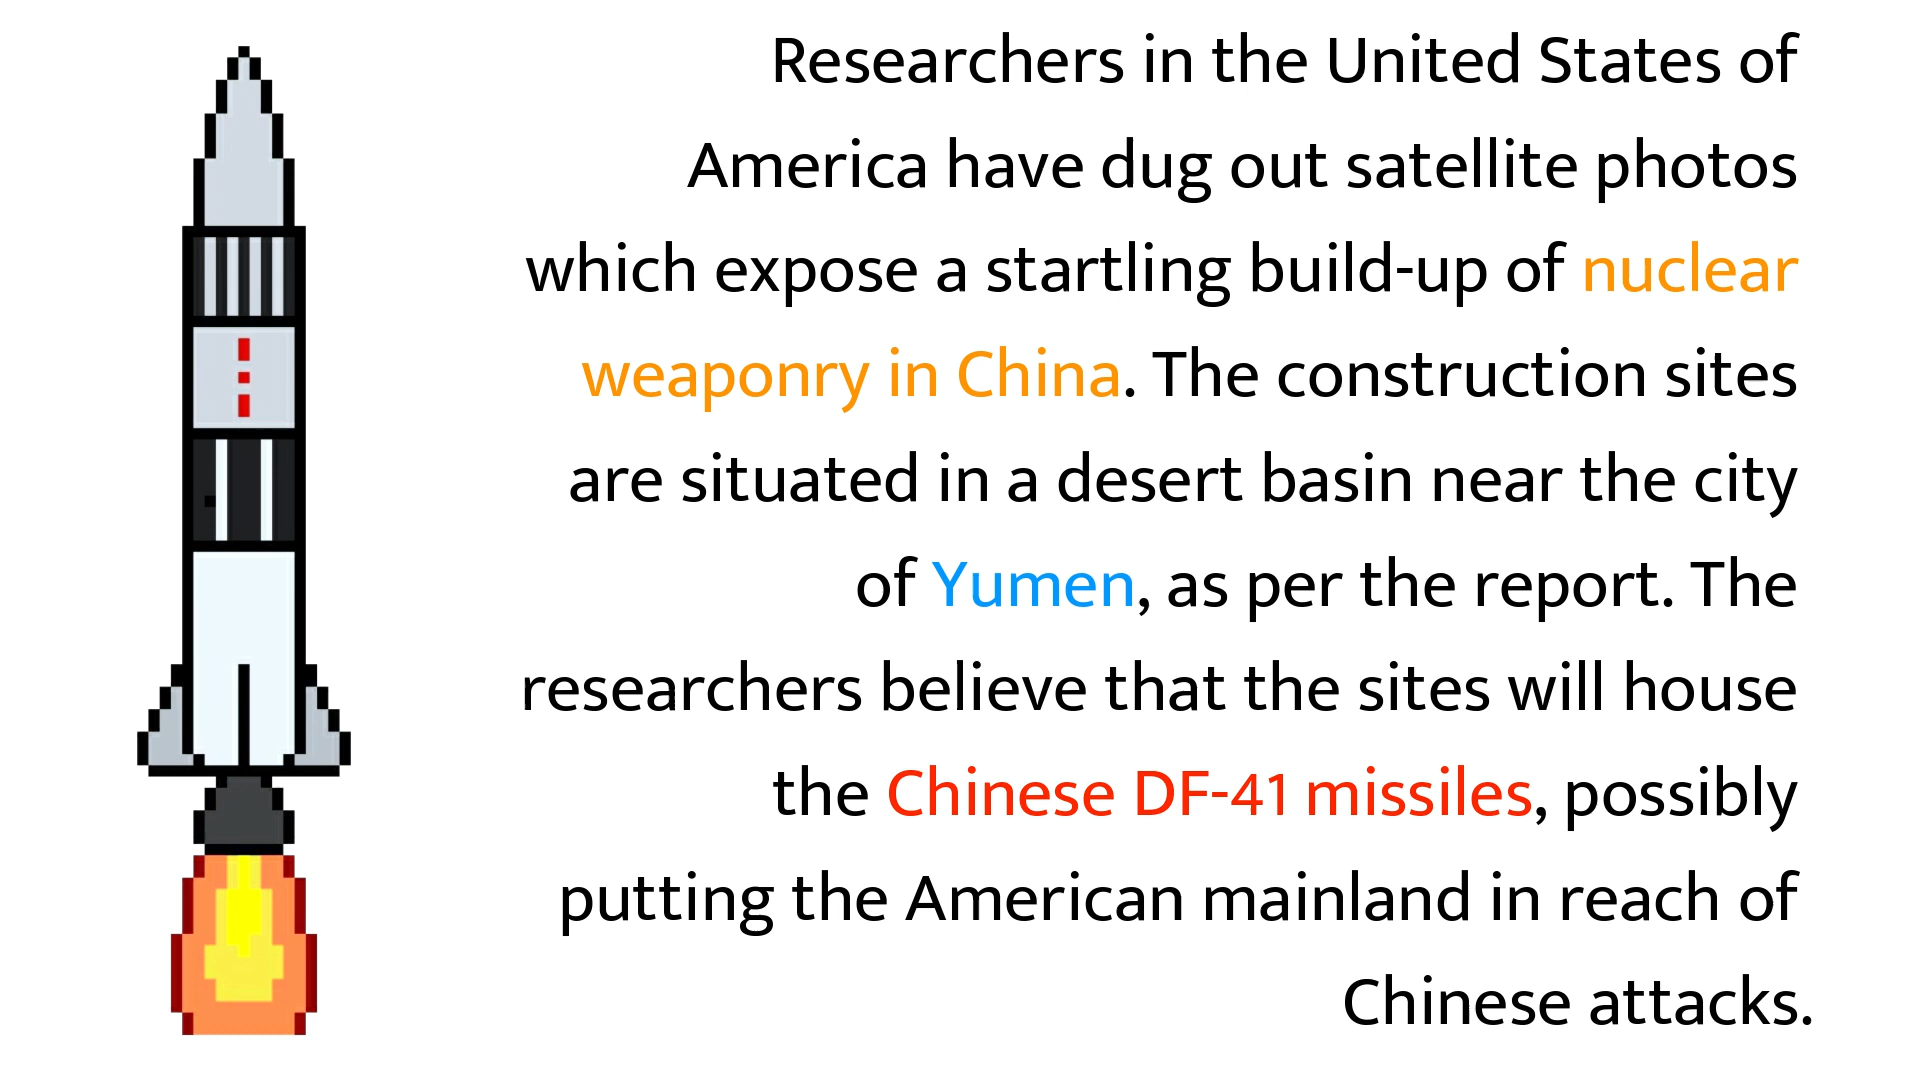 Researchers in the United States of
America have dug out satellite photos
which expose a startling build-up of nuclear
weaponry in China. The construction sites
are situated in a desert basin near the city
of Yumen, as per the report. The
researchers believe that the sites will house
the Chinese DF-41 missiles, possibly
putting the American mainland in reach of
Chinese attacks.